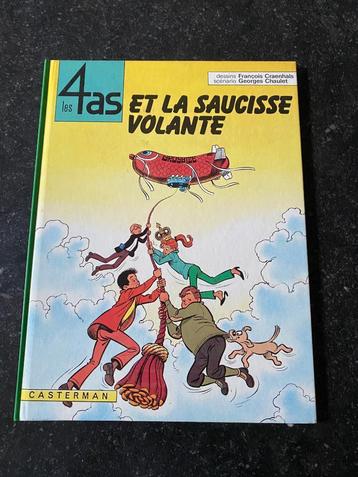 les 4 as
dessins François Craenhals
scénario Georges Chaulet
ET LA SAUCISSE
VOLANTE
CASTERMAN